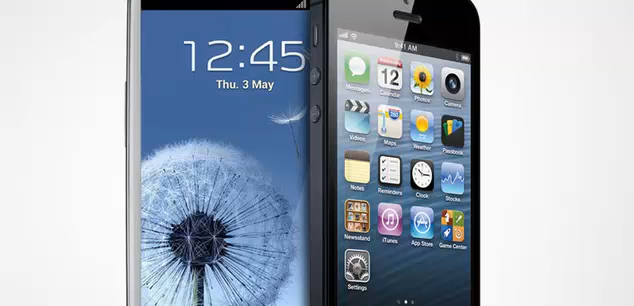 12:45
Thu. 3 May
9:41 AM
12
Messages Calendar Photos Camera
Videos Maps Weather Passbook
Notes Reminders Clock Stocks
Newsstand iTunes App Store Game Center
Settings